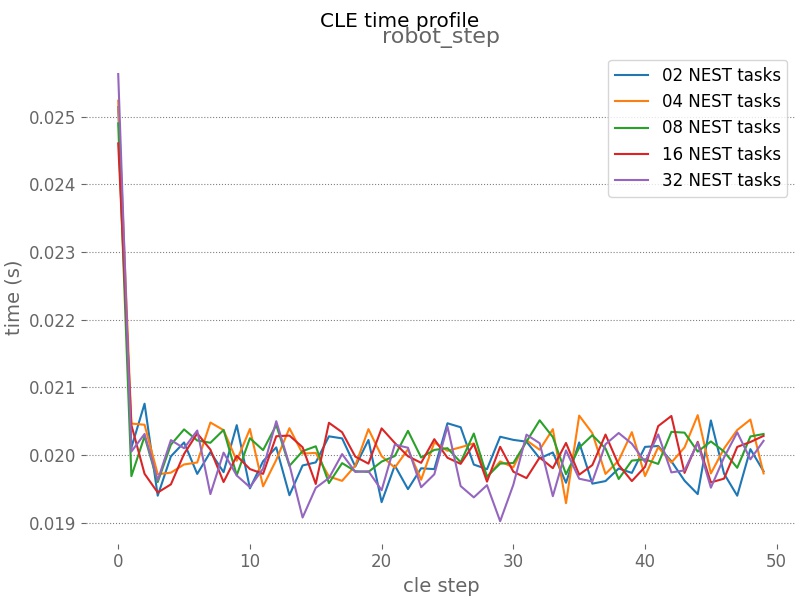 CLE time profile
robot_step
02 NEST tasks
04 NEST tasks
08 NEST tasks
16 NEST tasks
32 NEST tasks
0.025
0.024
0.023
0.022
0.021
0.020
0.019
time (s)
0 10 20 30 40 50
cle step